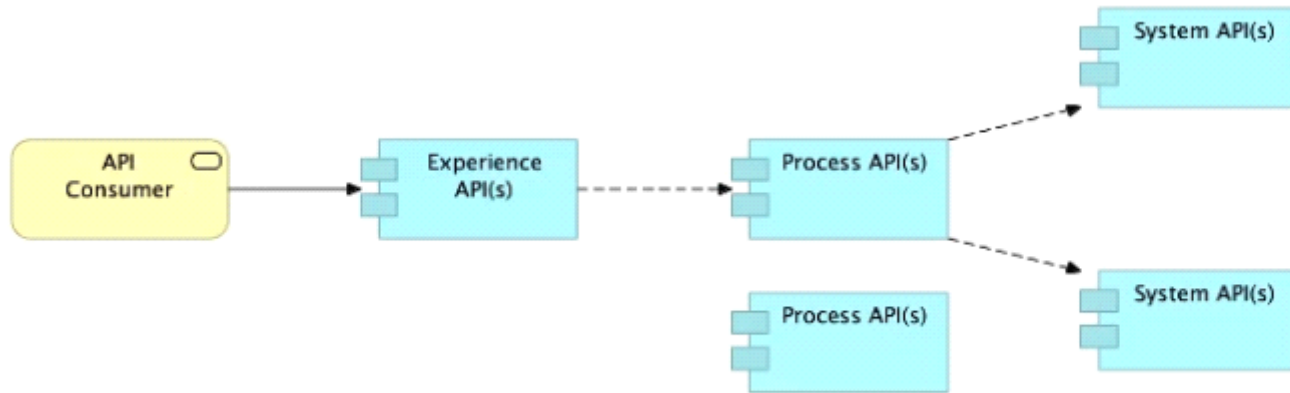 System API(s)
API
Consumer
Experience
API(s)
Process API(s)
System API(s)
Process API(s)